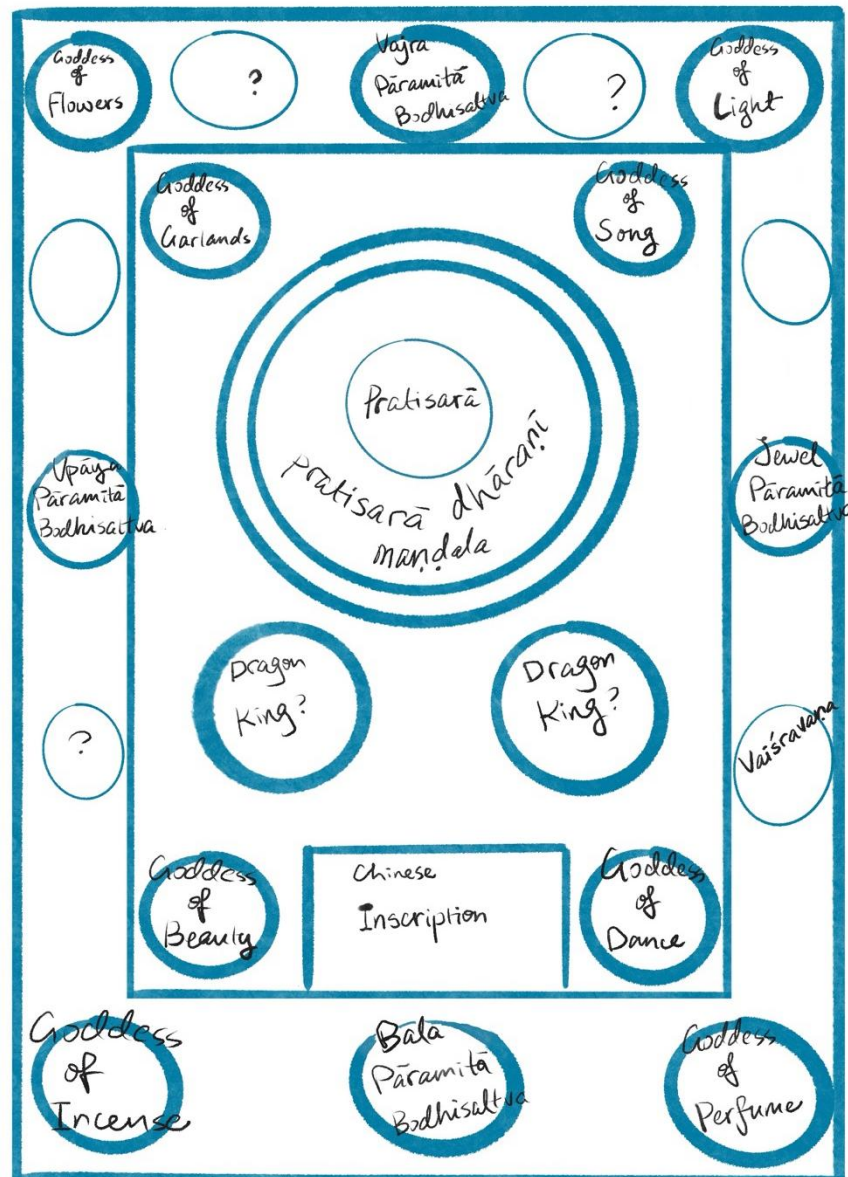 Goddess
of
Flowers
?
Vajra
Pāramitā
Bodhisattva
?
Goddess
of
Light
Goddess
of
Garlands
Goddess
of
Song
Pratisarā
pratisarā dhāraṇī
maṇḍala
Upāya
Pāramitā
Bodhisattva
Jewel
Pāramitā
Bodhisattva
Dragon
King?
Dragon
King?
?
Vaiśravaṇa
Goddess
of
Beauty
Chinese
Inscription
Goddess
of
Dance
Goddess
of
Incense
Bala
Pāramitā
Bodhisattva
Goddess
of
Perfume